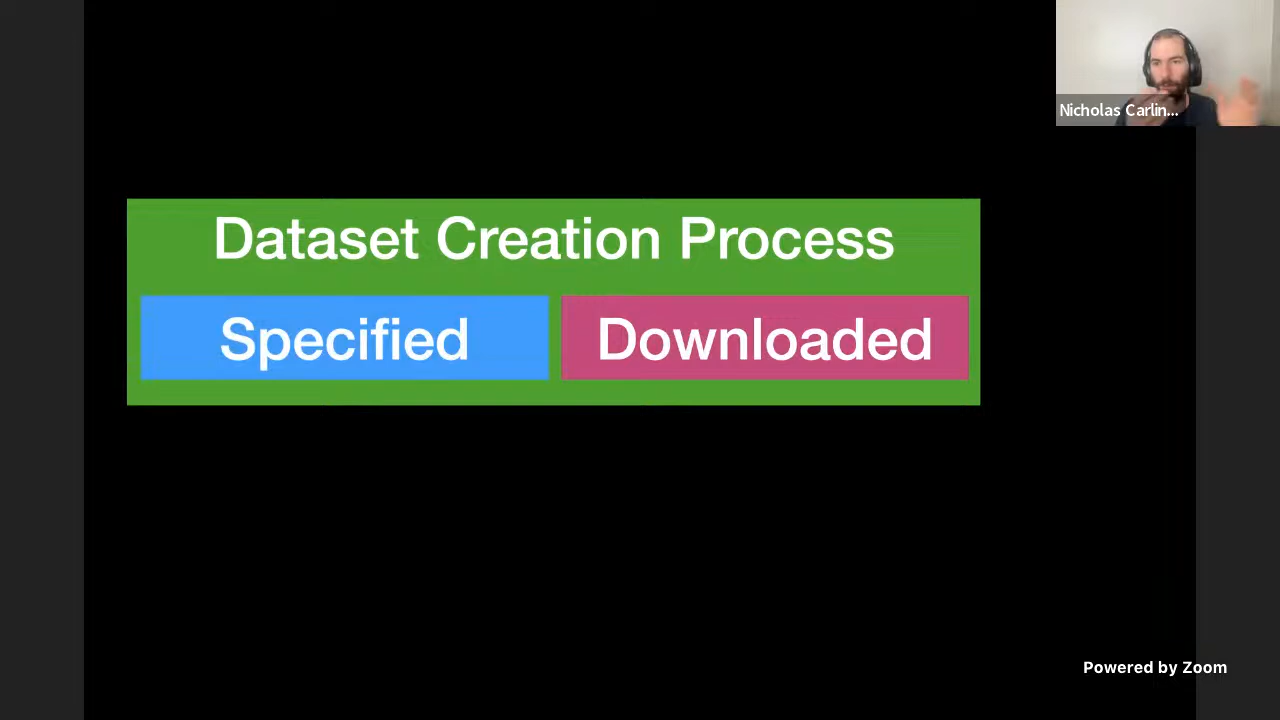 Nicholas Carlin...
Dataset Creation Process
Specified
Downloaded
Powered by Zoom